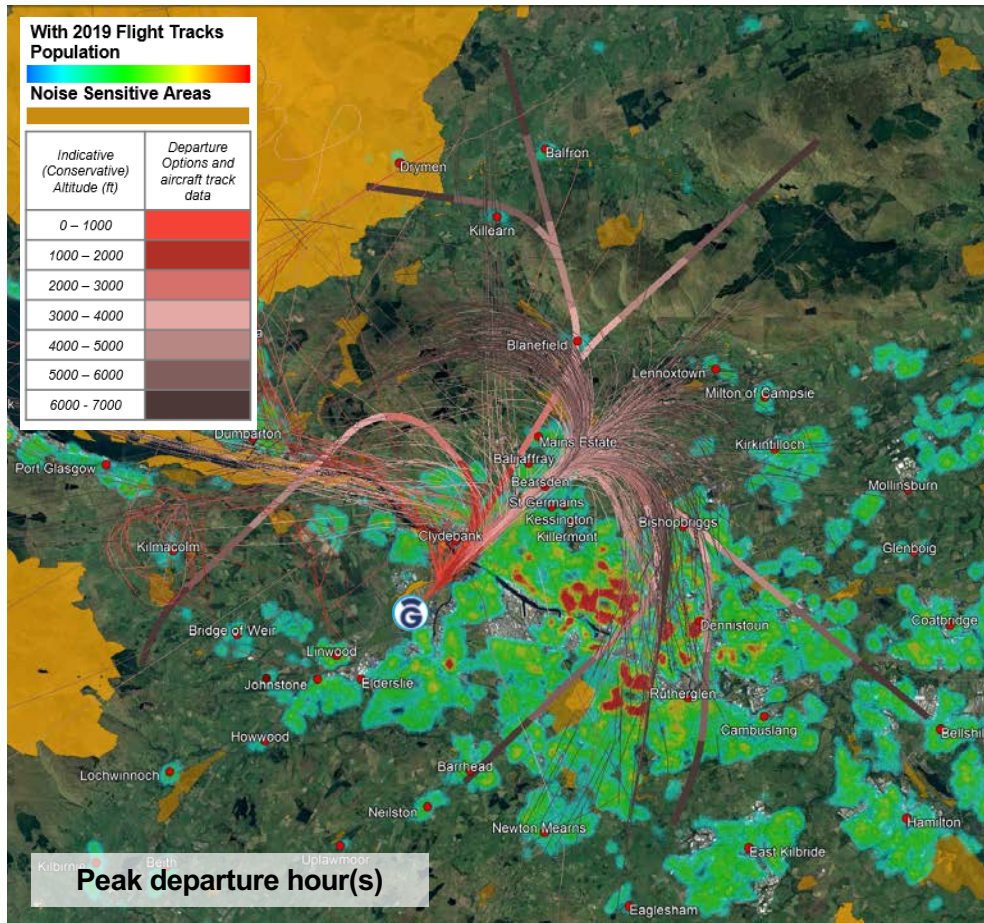 With 2019 Flight Tracks
Population
Noise Sensitive Areas
Indicative
(Conservative)
Altitude (ft)
Departure
Options and
aircraft track
data
0 – 1000
1000 – 2000
2000 – 3000
3000 – 4000
4000 – 5000
5000 – 6000
6000 - 7000
Drymen
Balfron
Killearn
Blanefield
Lennoxtown
Milton of Campsie
Dumbarton
Mains Estate
Kirkintilloch
Port Glasgow
Baljaffray
Bearsden
Mollinsburn
St Germains
Kessington
Bishopbriggs
Clydebank
Killermont
Kilmacolm
Glenboig
G
Bridge of Weir
Dennistoun
Coatbridge
Linwood
Johnstone
Elderslie
Rutherglen
Howwood
Cambuslang
Bellshil
Lochwinnoch
Barrhead
Neilston
Newton Mearns
Hamilton
Kilbirnie
Beith
Uplawmoor
East Kilbride
Peak departure hour(s)
Eaglesham